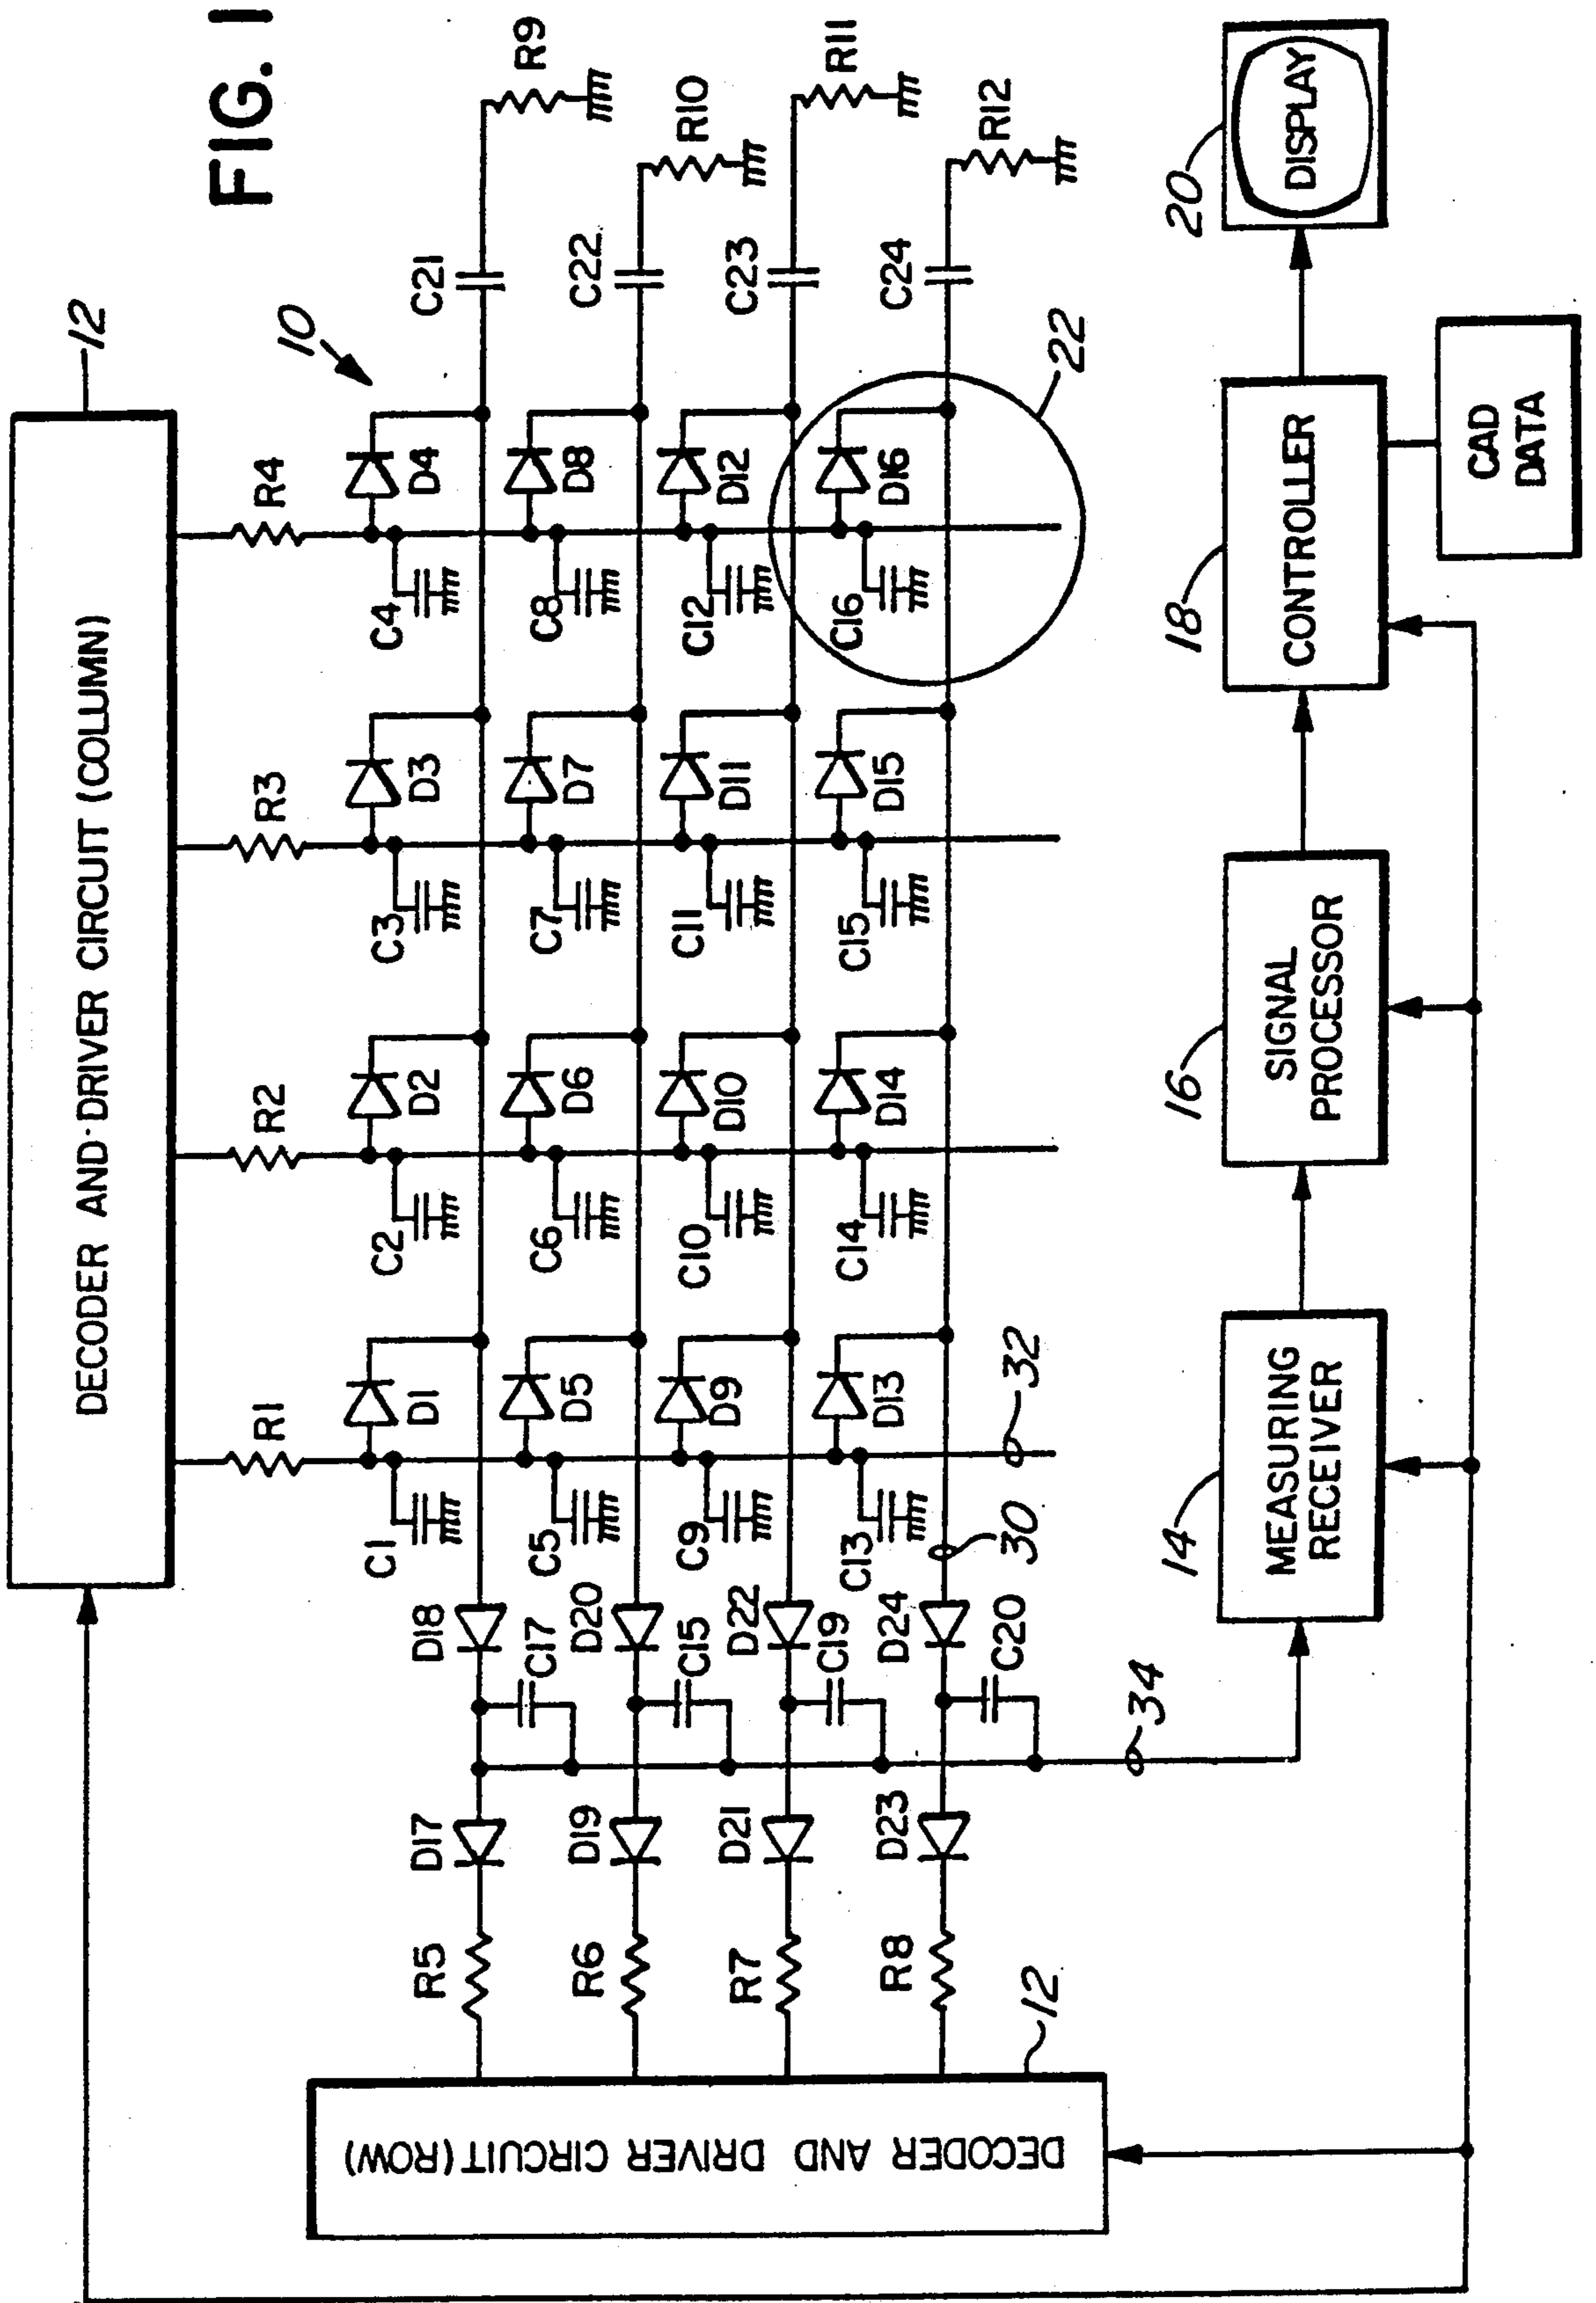 FIG. 1
DECODER AND DRIVER CIRCUIT (COLUMN)
12
10
R1
R2
R3
R4
D1
D2
D3
D4
C1
C2
C3
C4
C21
R9
R5
D17
D18
C17
D5
D6
D7
D8
C5
C6
C7
C8
C22
R10
R6
D19
D20
C15
D9
D10
D11
D12
C9
C10
C11
C12
C23
R11
R7
D21
D22
C19
D13
D14
D15
D16
C13
C14
C15
C16
C24
R12
R8
D23
D24
C20
30
32
34
22
DECODER AND DRIVER CIRCUIT (ROW)
12
14
MEASURING
RECEIVER
16
SIGNAL
PROCESSOR
18
CONTROLLER
20
DISPLAY
CAD
DATA